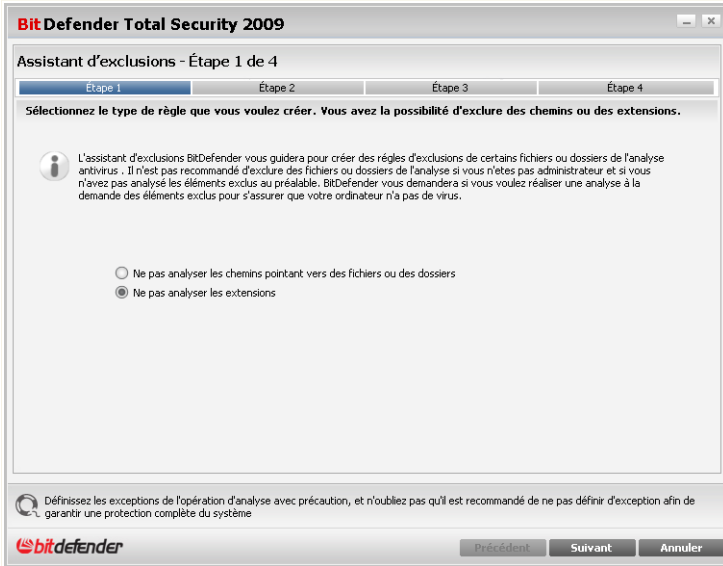 BitDefender Total Security 2009
Assistant d'exclusions - Étape 1 de 4
Étape 1 Étape 2 Étape 3 Étape 4
Sélectionnez le type de règle que vous voulez créer. Vous avez la possibilité d'exclure des chemins ou des extensions.
L'assistant d'exclusions BitDefender vous guidera pour créer des régles d'exclusions de certains fichiers ou dossiers de l'analyse
antivirus . Il n'est pas recommandé d'exclure des fichiers ou dossiers de l'analyse si vous n'etes pas administrateur et si vous
n'avez pas analysé les éléments exclus au préalable. BitDefender vous demandera si vous voulez réaliser une analyse à la
demande des éléments exclus pour s'assurer que votre ordinateur n'a pas de virus.
Ne pas analyser les chemins pointant vers des fichiers ou des dossiers
Ne pas analyser les extensions
Définissez les exceptions de l'opération d'analyse avec précaution, et n'oubliez pas qu'il est recommandé de ne pas définir d'exception afin de
garantir une protection complète du système
bitdefender
Précédent Suivant Annuler